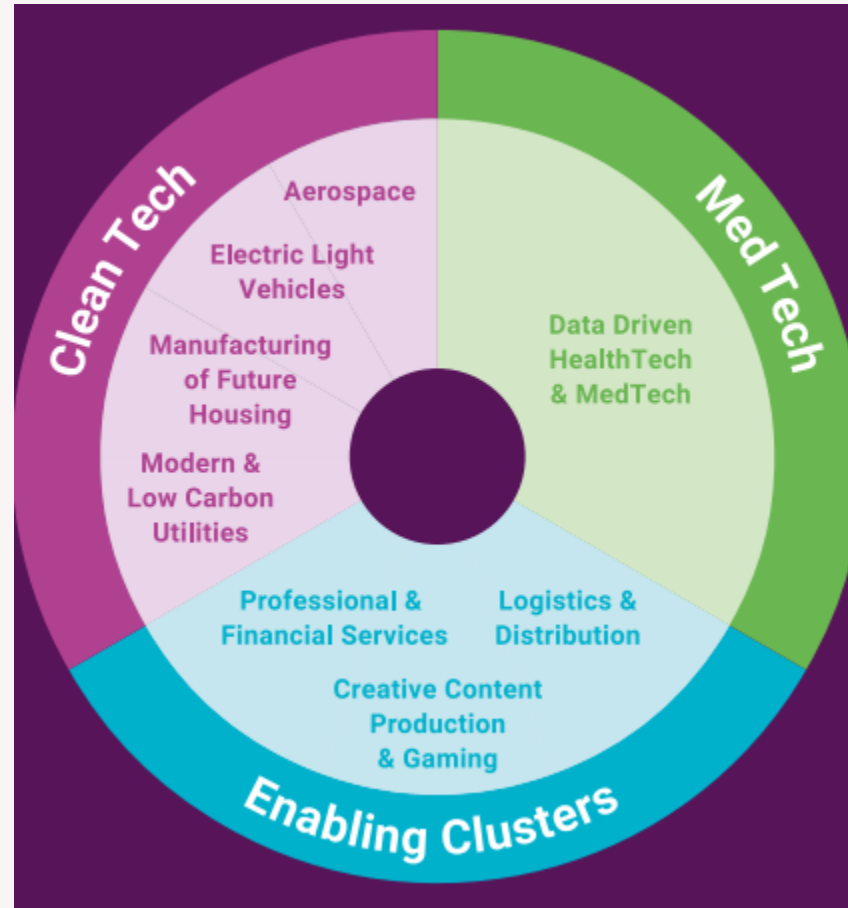 Clean Tech
Aerospace
Electric Light
Vehicles
Manufacturing
of Future
Housing
Modern &
Low Carbon
Utilities
Med Tech
Data Driven
HealthTech
& MedTech
Professional &
Financial Services
Logistics &
Distribution
Creative Content
Production
& Gaming
Enabling Clusters